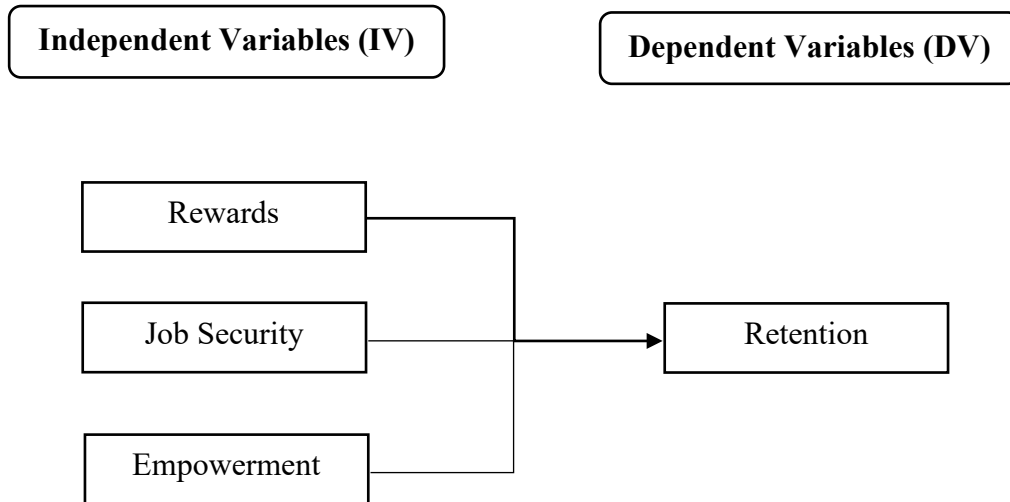 Independent Variables (IV)
Dependent Variables (DV)
Rewards
Job Security
Retention
Empowerment